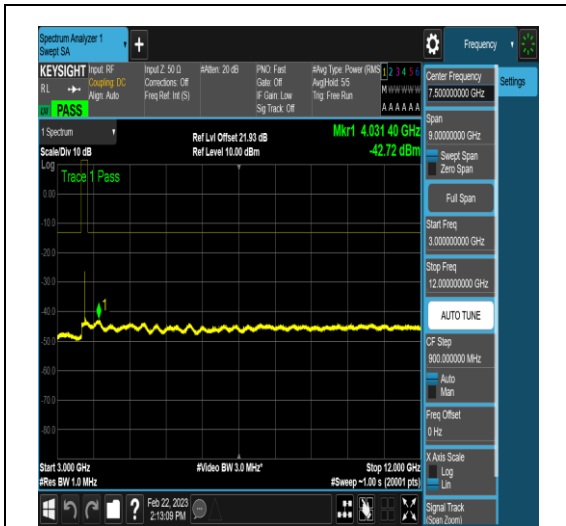 Spectrum Analyzer 1
Swept SA
Frequency
KEYSIGHT
RL
PASS
Input: RF
Coupling: DC
Align: Auto
Input Z: 50 Ω
Corrections: Off
Freq Ref: Int (S)
#Atten: 20 dB
PNO: Fast
Gate: Off
IF Gain: Low
Sig Track: Off
#Avg Type: Power (RMS
Avg|Hold: 5/5
Trig: Free Run
1 2 3 4 5 6
M W W W W W
A A A A A A
Center Frequency
7.500000000 GHz
Settings
Span
9.00000000 GHz
Swept Span
Zero Span
Full Span
Start Freq
3.000000000 GHz
Stop Freq
12.000000000 GHz
AUTO TUNE
CF Step
900.000000 MHz
Auto
Man
Freq Offset
0 Hz
X Axis Scale
Log
Lin
Signal Track
(Span Zoom)
1 Spectrum
Scale/Div 10 dB
Ref Lvl Offset 21.93 dB
Ref Level 10.00 dBm
Mkr1 4.031 40 GHz
-42.72 dBm
Log
Trace 1 Pass
0.00
-10.0
-20.0
-30.0
-40.0
-50.0
-60.0
-70.0
-80.0
1
Start 3.000 GHz
#Res BW 1.0 MHz
#Video BW 3.0 MHz*
Stop 12.000 GHz
#Sweep ~1.00 s (20001 pts)
Feb 22, 2023
2:13:09 PM